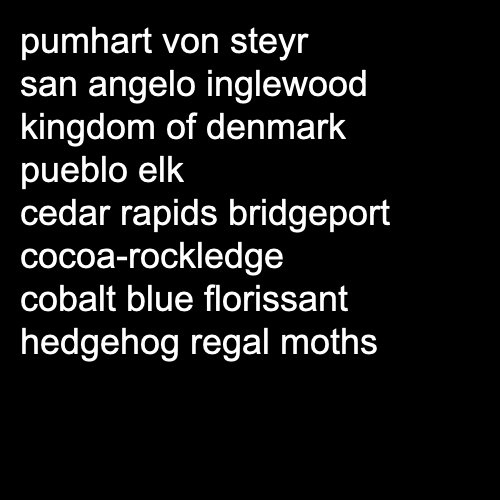 pumhart von steyr
san angelo inglewood
kingdom of denmark
pueblo elk
cedar rapids bridgeport
cocoa-rockledge
cobalt blue florissant
hedgehog regal moths